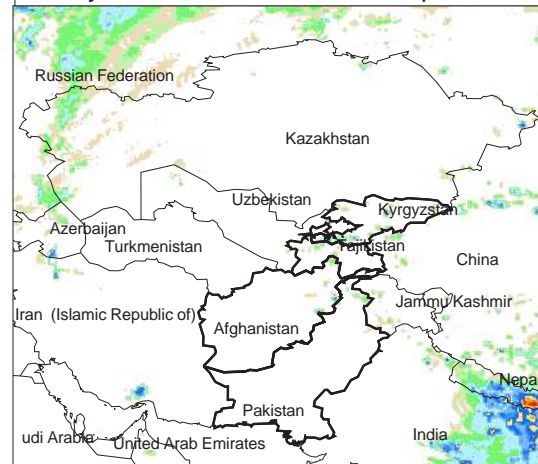 Russian Federation
Kazakhstan
Uzbekistan
Kyrgyzstan
Azerbaijan
Turkmenistan
Tajikistan
China
Jammu Kashmir
Iran (Islamic Republic of)
Afghanistan
Nepa
Pakistan
India
udi Arabia
United Arab Emirates